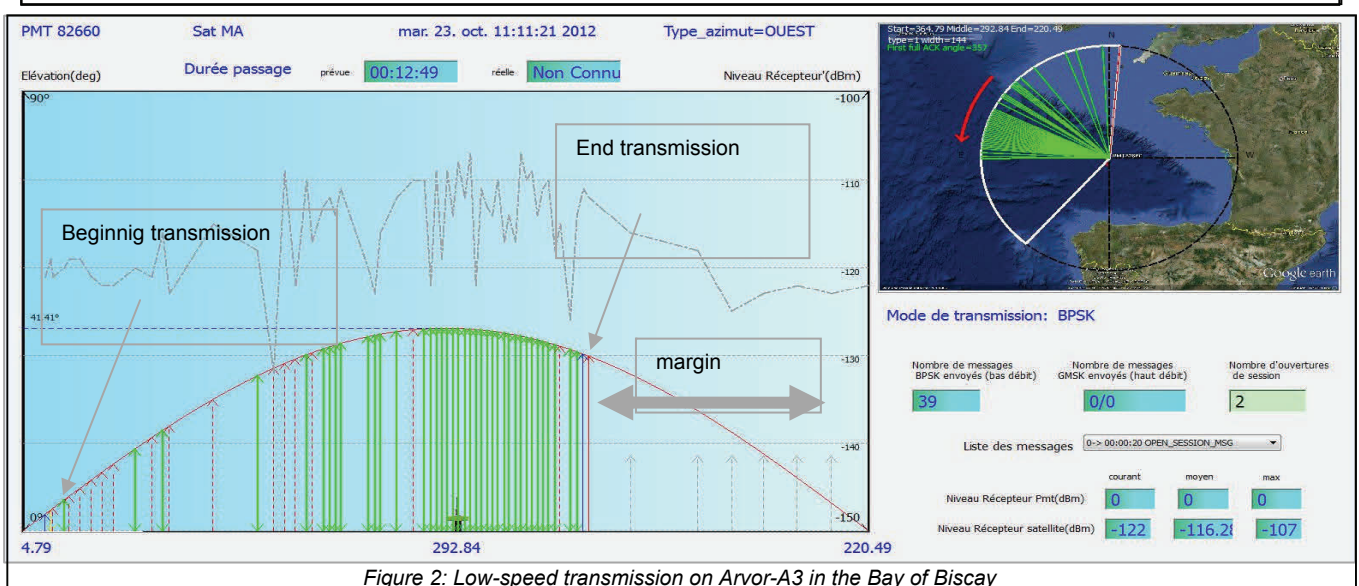 PMT 82660 Sat MA mar. 23. oct. 11:11:21 2012 Type_azimut=OUEST
Elévation(deg) Durée passage prévue 00:12:49 réelle Non Connu Niveau Récepteur'(dBm)
90°
-100
-110
-120
-130
-140
-150
Beginnig transmission
End transmission
margin
41.41°
09
4.79 292.84 220.49
Start=364.79 Middle=292.84 End=220.49
type=1 width=144
First full ACK angle=357
N
E
W
France
Google earth
Mode de transmission: BPSK
Nombre de messages
BPSK envoyés (bas débit)
39
Nombre de messages
GMSK envoyés (haut débit)
0/0
Nombre d'ouvertures
de session
2
Liste des messages 0-> 00:00:20 OPEN_SESSION_MSG
courant moyen max
Niveau Récepteur Pmt(dBm) 0 0 0
Niveau Récepteur satellite(dBm) -122 -116.28 -107
Figure 2: Low-speed transmission on Arvor-A3 in the Bay of Biscay